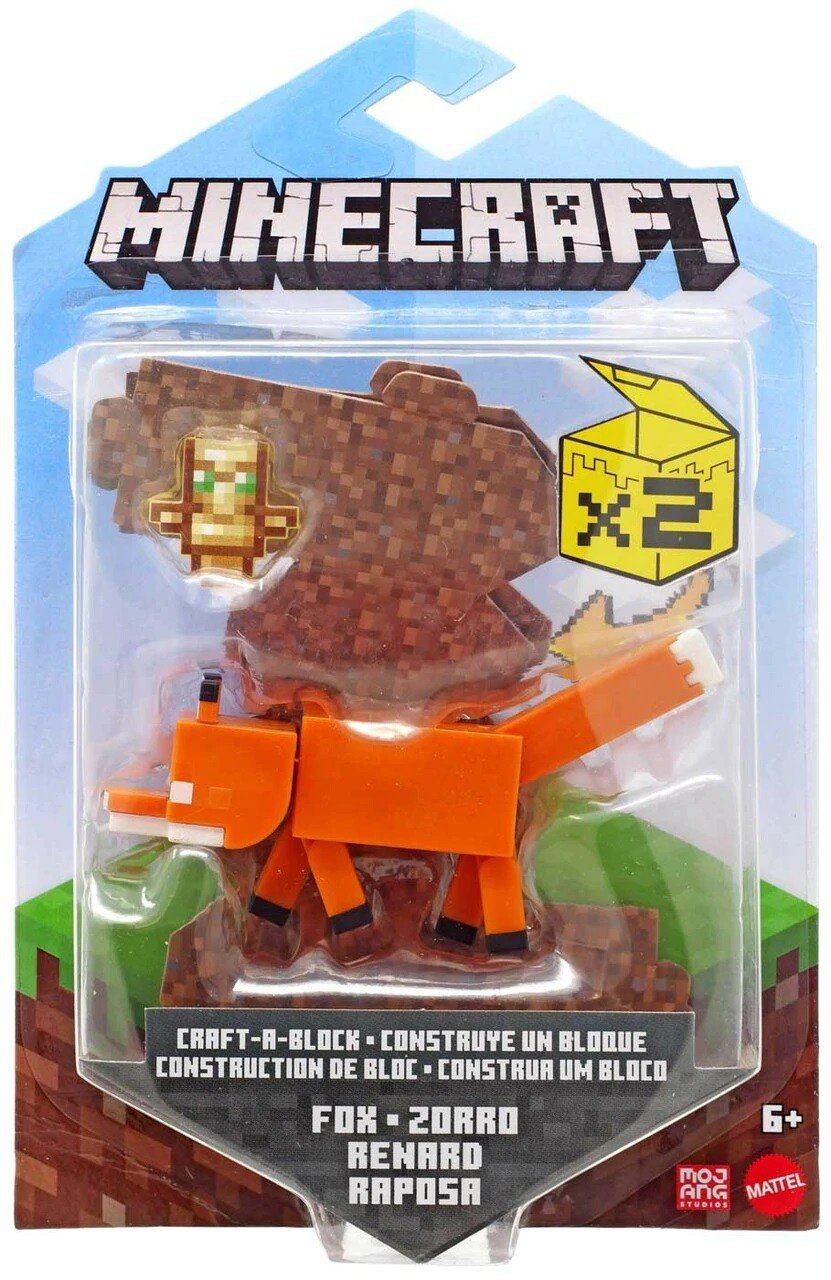 MINECRAFT
x2
CRAFT-A-BLOCK • CONSTRUYE UN BLOQUE
CONSTRUCTION DE BLOC • CONSTRUA UM BLOCO
FOX • ZORRO
RENARD
RAPOSA
6+
MOJANG
STUDIOS
MATTEL